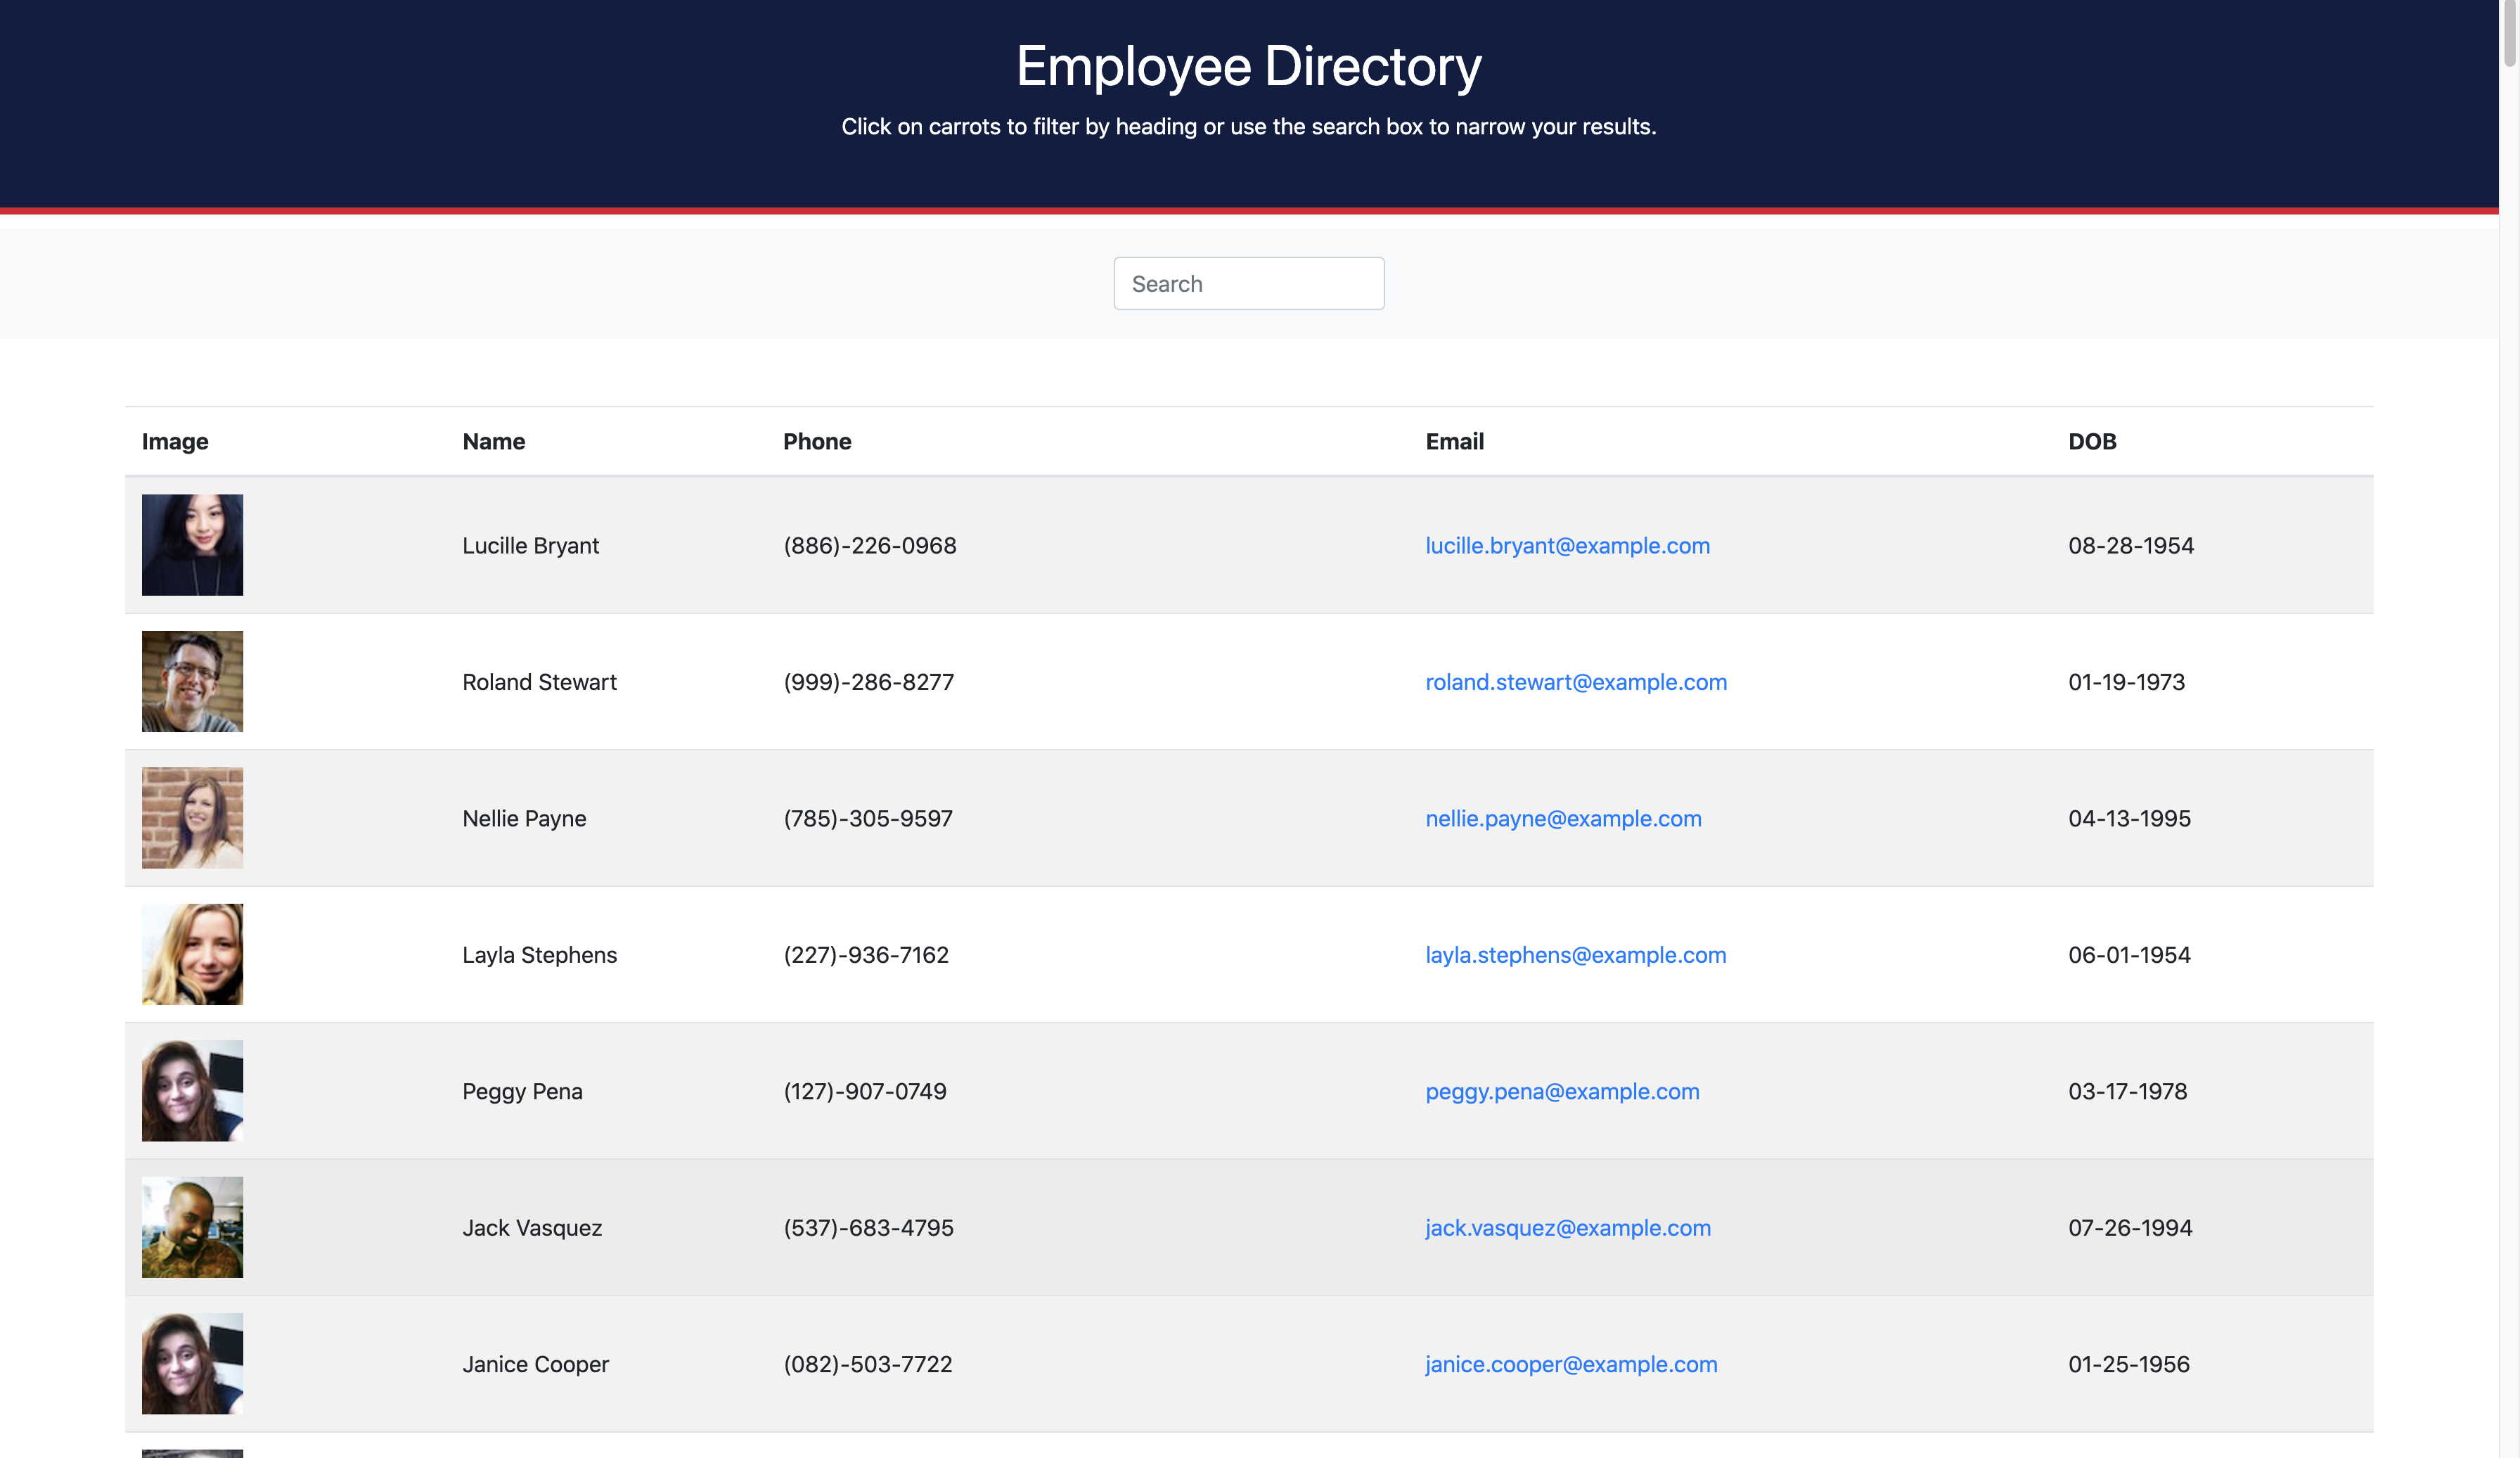 Employee Directory
Click on carrots to filter by heading or use the search box to narrow your results.
Search
Image Name Phone Email DOB
Lucille Bryant (886)-226-0968 lucille.bryant@example.com 08-28-1954
Roland Stewart (999)-286-8277 roland.stewart@example.com 01-19-1973
Nellie Payne (785)-305-9597 nellie.payne@example.com 04-13-1995
Layla Stephens (227)-936-7162 layla.stephens@example.com 06-01-1954
Peggy Pena (127)-907-0749 peggy.pena@example.com 03-17-1978
Jack Vasquez (537)-683-4795 jack.vasquez@example.com 07-26-1994
Janice Cooper (082)-503-7722 janice.cooper@example.com 01-25-1956